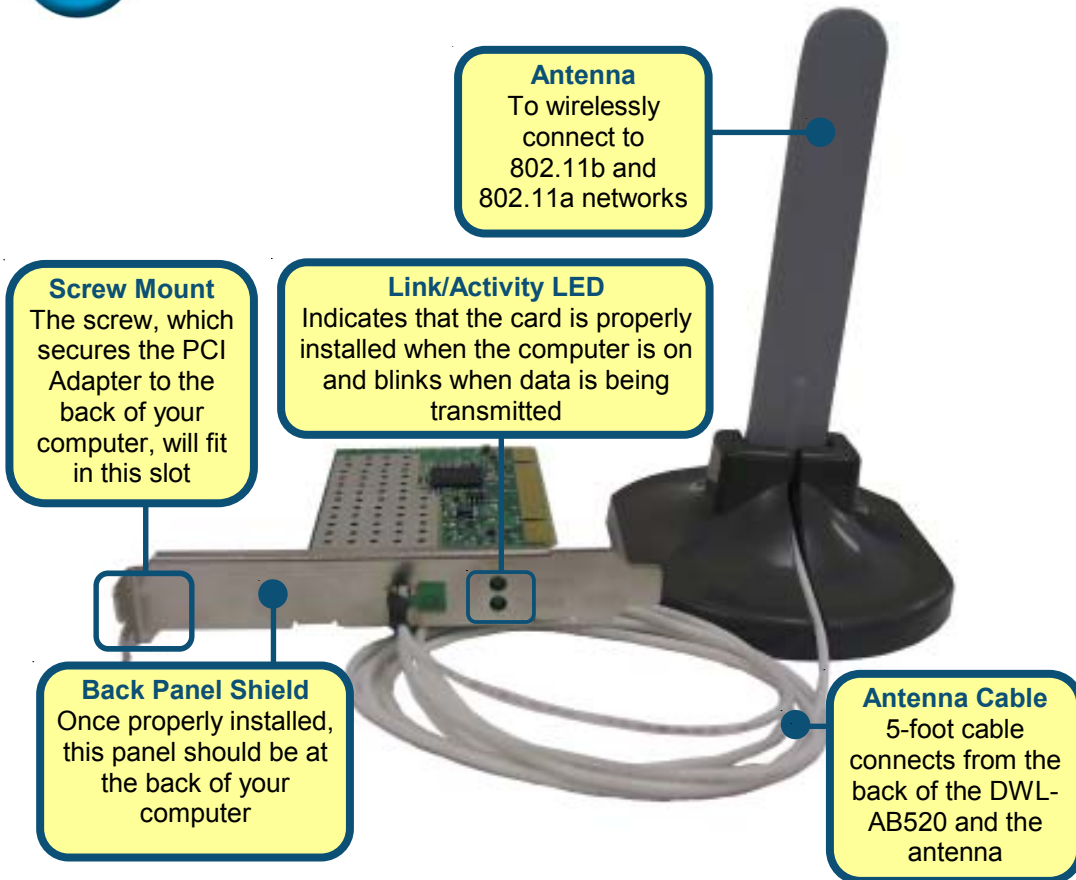 Antenna
To wirelessly
connect to
802.11b and
802.11a networks
Screw Mount
The screw, which
secures the PCI
Adapter to the
back of your
computer, will fit
in this slot
Link/Activity LED
Indicates that the card is properly
installed when the computer is on
and blinks when data is being
transmitted
Back Panel Shield
Once properly installed,
this panel should be at
the back of your
computer
Antenna Cable
5-foot cable
connects from the
back of the DWL-
AB520 and the
antenna